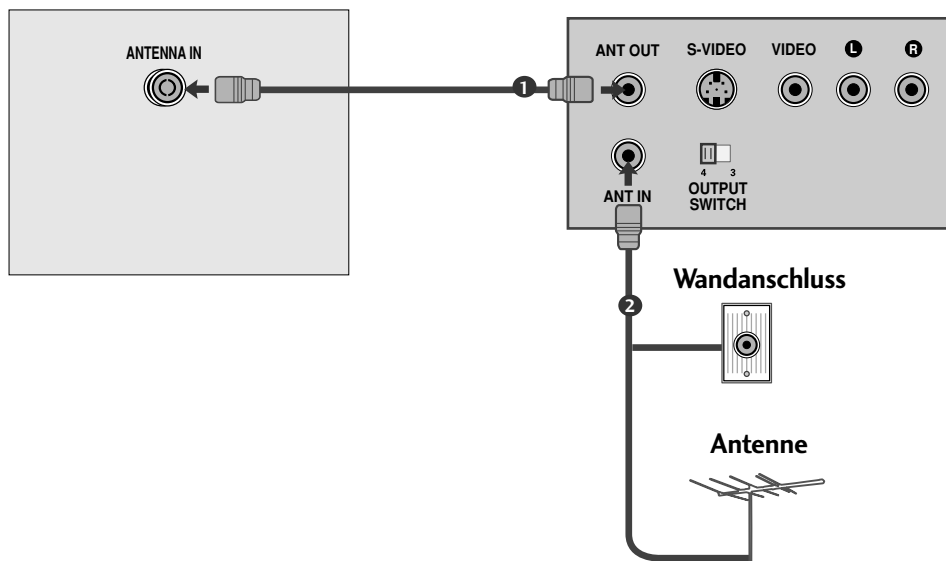 ANTENNA IN
ANT OUT S-VIDEO VIDEO L R
1
4 3
ANT IN
OUTPUT
SWITCH
2
Wandanschluss
Antenne